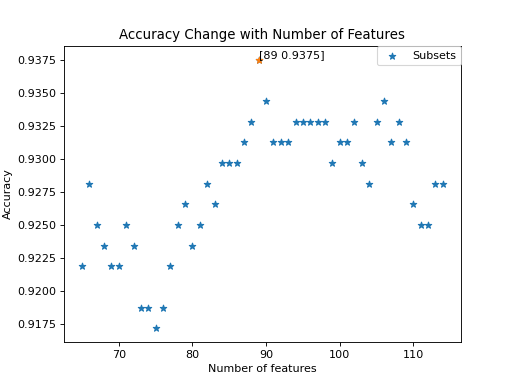 Accuracy Change with Number of Features
[89 0.9375]
Subsets
0.9375
0.9350
0.9325
0.9300
0.9275
0.9250
0.9225
0.9200
0.9175
Accuracy
70 80 90 100 110
Number of features